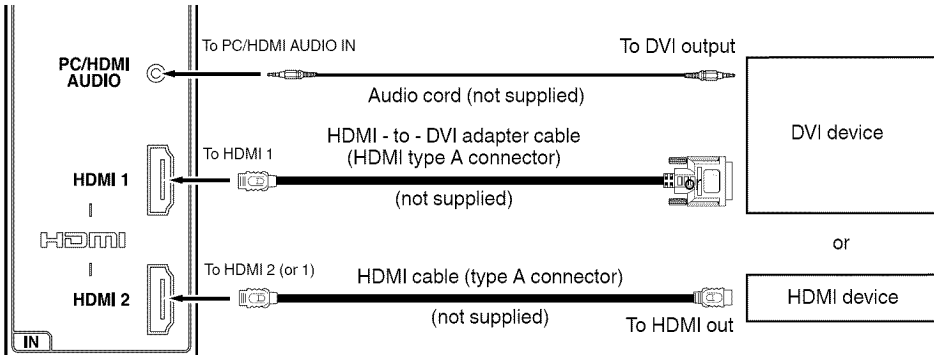 To PC/HDMI AUDIO IN
To DVI output
PC/HDMI
AUDIO
Audio cord (not supplied)
DVI device
HDMI - to - DVI adapter cable
(HDMI type A connector)
To HDMI 1
HDMI 1
(not supplied)
HDMI
or
To HDMI 2 (or 1)
HDMI cable (type A connector)
HDMI 2
HDMI device
(not supplied)
To HDMI out
IN